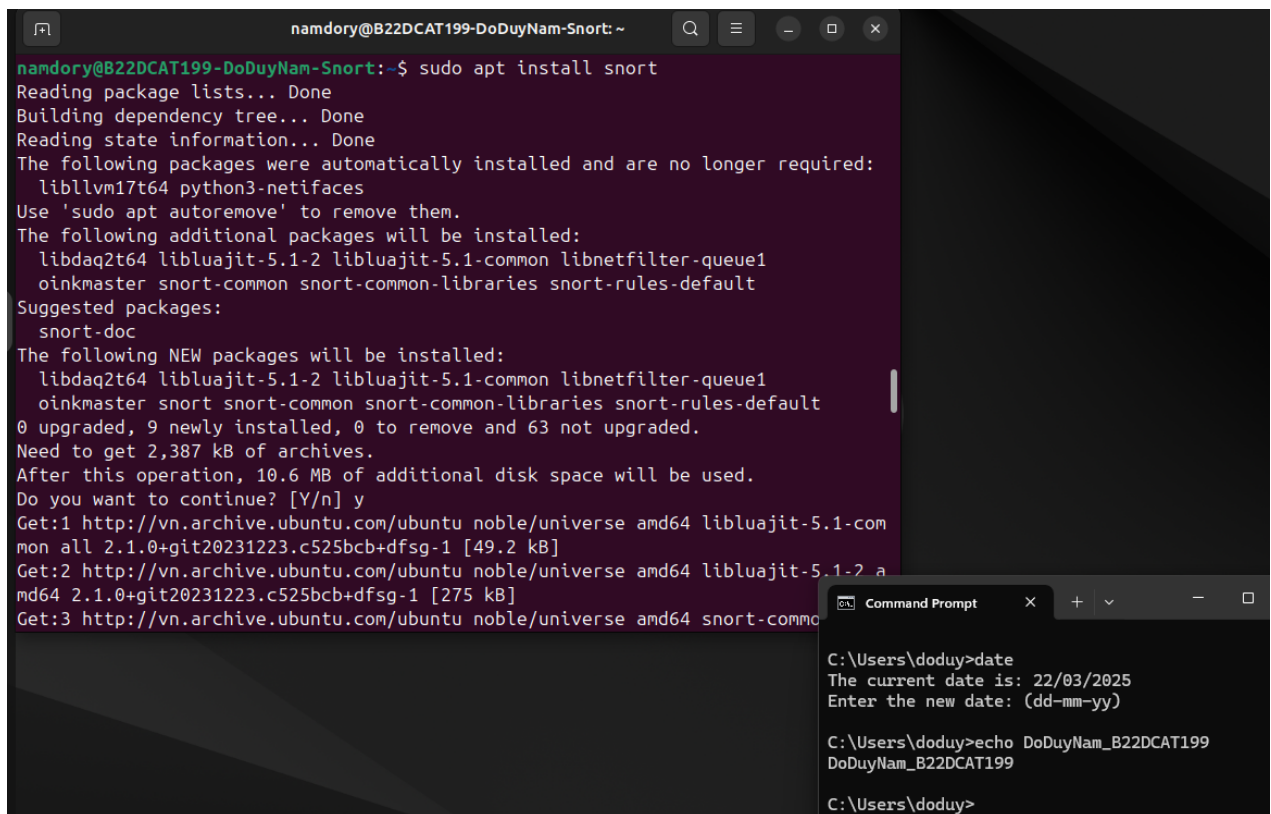 namdory@B22DCAT199-DoDuyNam-Snort: ~
namdory@B22DCAT199-DoDuyNam-Snort:~$ sudo apt install snort
Reading package lists... Done
Building dependency tree... Done
Reading state information... Done
The following packages were automatically installed and are no longer required:
  libllvm17t64 python3-netifaces
Use 'sudo apt autoremove' to remove them.
The following additional packages will be installed:
  libdaq2t64 libluajit-5.1-2 libluajit-5.1-common libnetfilter-queue1
  oinkmaster snort-common snort-common-libraries snort-rules-default
Suggested packages:
  snort-doc
The following NEW packages will be installed:
  libdaq2t64 libluajit-5.1-2 libluajit-5.1-common libnetfilter-queue1
  oinkmaster snort snort-common snort-common-libraries snort-rules-default
0 upgraded, 9 newly installed, 0 to remove and 63 not upgraded.
Need to get 2,387 kB of archives.
After this operation, 10.6 MB of additional disk space will be used.
Do you want to continue? [Y/n] y
Get:1 http://vn.archive.ubuntu.com/ubuntu noble/universe amd64 libluajit-5.1-com
mon all 2.1.0+git20231223.c525bcb+dfsg-1 [49.2 kB]
Get:2 http://vn.archive.ubuntu.com/ubuntu noble/universe amd64 libluajit-5.1-2 a
md64 2.1.0+git20231223.c525bcb+dfsg-1 [275 kB]
Get:3 http://vn.archive.ubuntu.com/ubuntu noble/universe amd64 snort-commo
Command Prompt
C:\Users\doduy>date
The current date is: 22/03/2025
Enter the new date: (dd-mm-yy)
C:\Users\doduy>echo DoDuyNam_B22DCAT199
DoDuyNam_B22DCAT199
C:\Users\doduy>